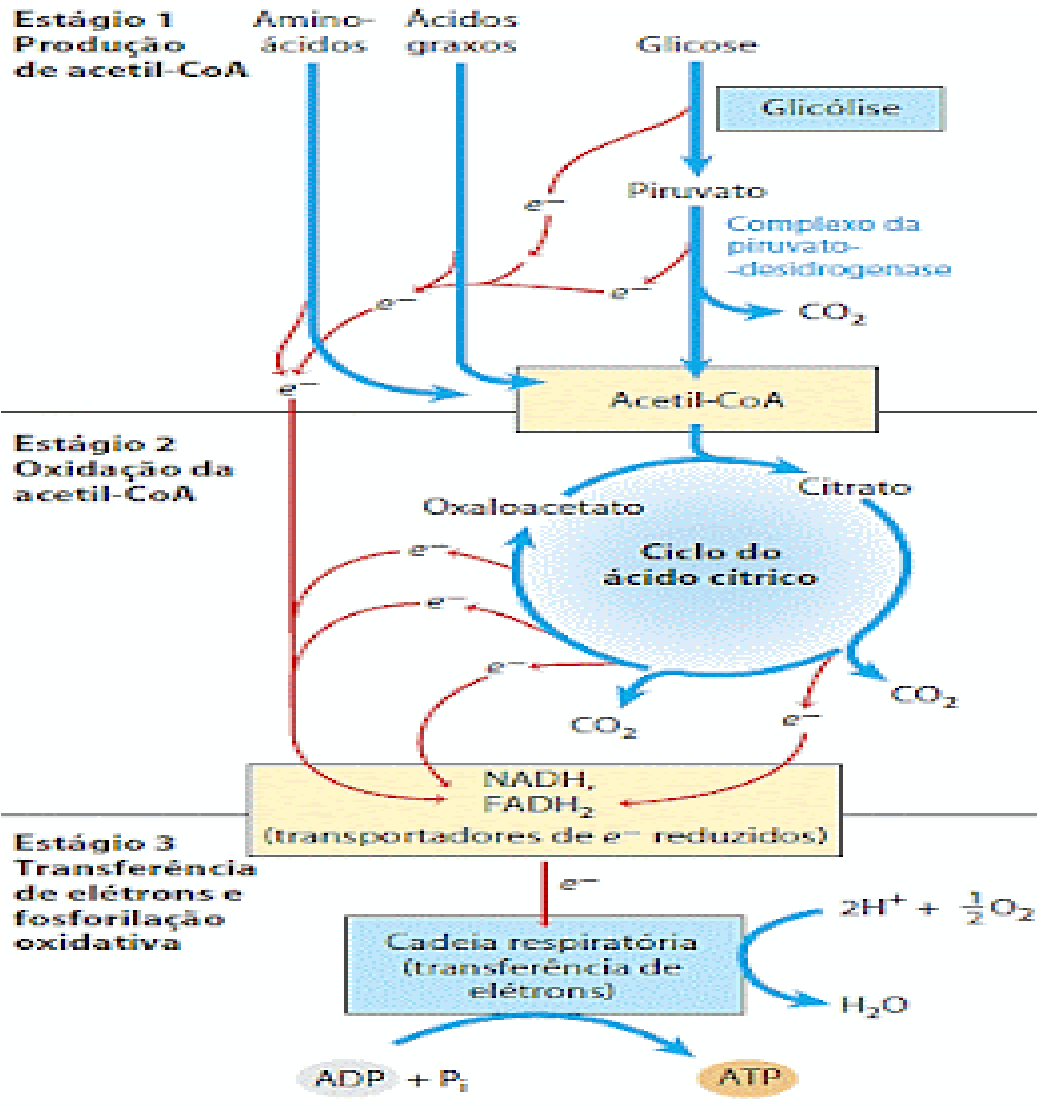 Estágio 1
Produção
de acetil-CoA
Amino-
ácidos
Ácidos
graxos
Glicose
Glicólise
e−
Piruvato
Complexo da
piruvato-
-desidrogenase
e−
e−
CO2
e−
Acetil-CoA
Estágio 2
Oxidação da
acetil-CoA
Oxaloacetato
Citrato
Ciclo do
ácido cítrico
e−
e−
e−
CO2
e−
CO2
NADH,
FADH2
(transportadores de e− reduzidos)
Estágio 3
Transferência
de elétrons e
fosforilação
oxidativa
e−
Cadeia respiratória
(transferência de
elétrons)
2H+ + 1/2 O2
H2O
ADP + Pi
ATP